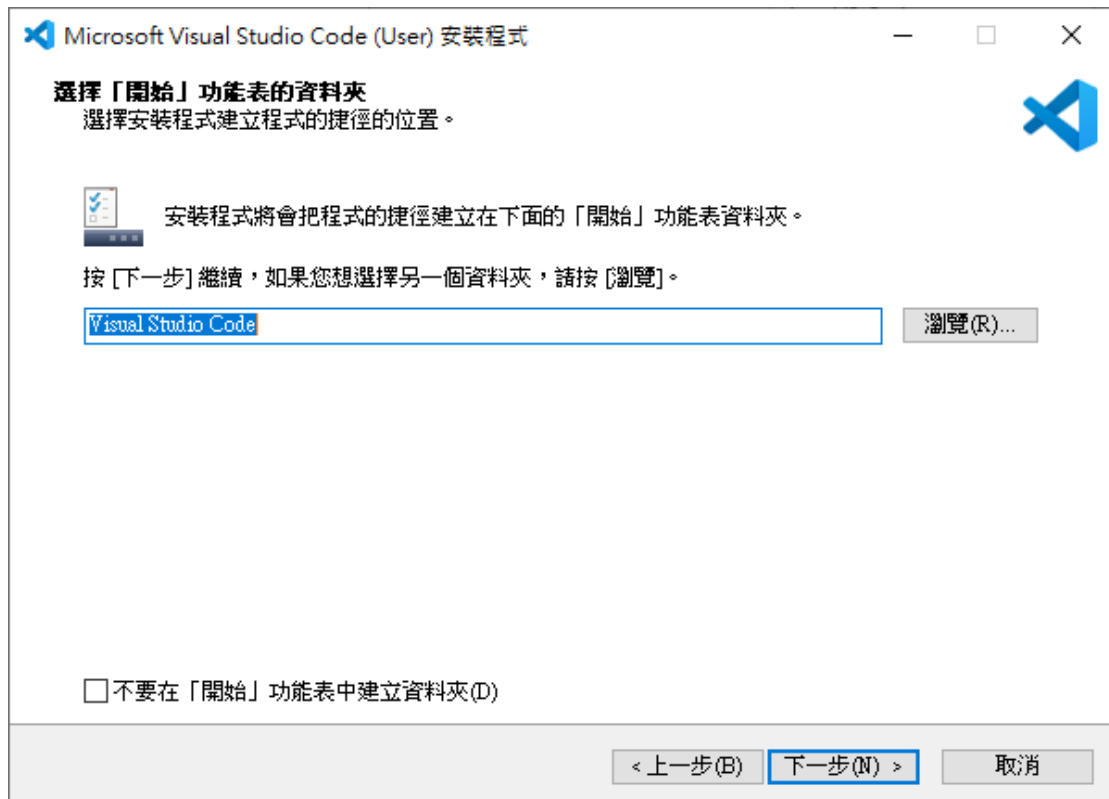 Microsoft Visual Studio Code (User) 安裝程式
選擇「開始」功能表的資料夾
選擇安裝程式建立程式的捷徑的位置。
安裝程式將會把程式的捷徑建立在下面的「開始」功能表資料夾。
按 [下一步] 繼續，如果您想選擇另一個資料夾，請按 [瀏覽]。
Visual Studio Code
瀏覽(R)...
不要在「開始」功能表中建立資料夾(D)
< 上一步(B)
下一步(N) >
取消